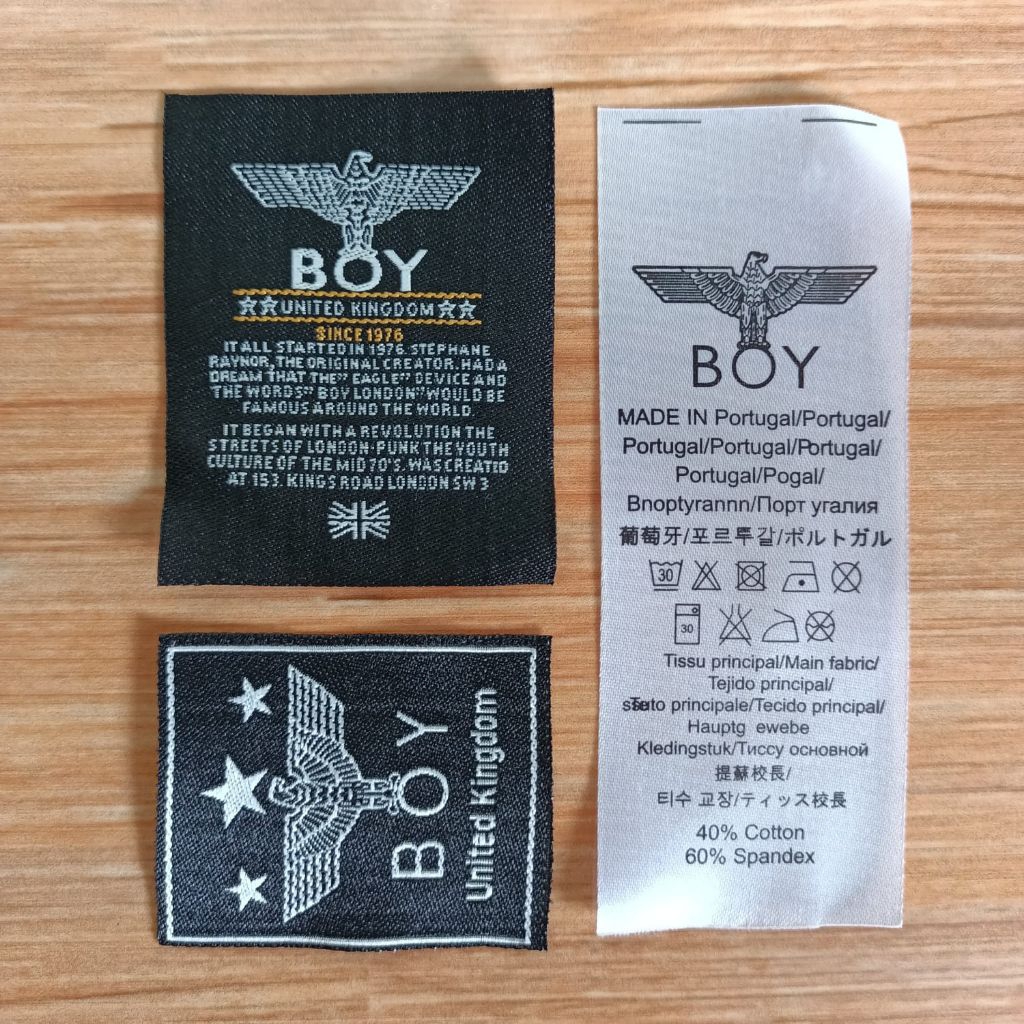 BOY
UNITED KINGDOM
SINCE 1976
IT ALL STARTED IN 1976. STEPHANE
RAYNOR, THE ORIGINAL CREATOR. HAD A
DREAM THAT THE" EAGLE" DEVICE AND
THE WORDS" BOY LONDON"WOULD BE
FAMOUS AROUND THE WORLD
IT BEGAN WITH A REVOLUTION THE
STREETS OF LONDON·PUNK THE YOUTH
CULTURE OF THE MID 70'S. WAS CREATED
AT 153. KINGS ROAD LONDON SW 3
BOY
United Kingdom
BOY
MADE IN Portugal/Portugal/
Portugal/Portugal/Portugal/
Portugal/Pogal/
Bnoptyrannn/Порт угалия
葡萄牙/포르투갈/ポルトガル
30
30
Tissu principal/Main fabric/
Tejido principal/
principale/Tecido principal/
Hauptg ewebe
Kledingstuk/Тиссу основной
提蘇校長/
티수 교장/ティッス校長
40% Cotton
60% Spandex